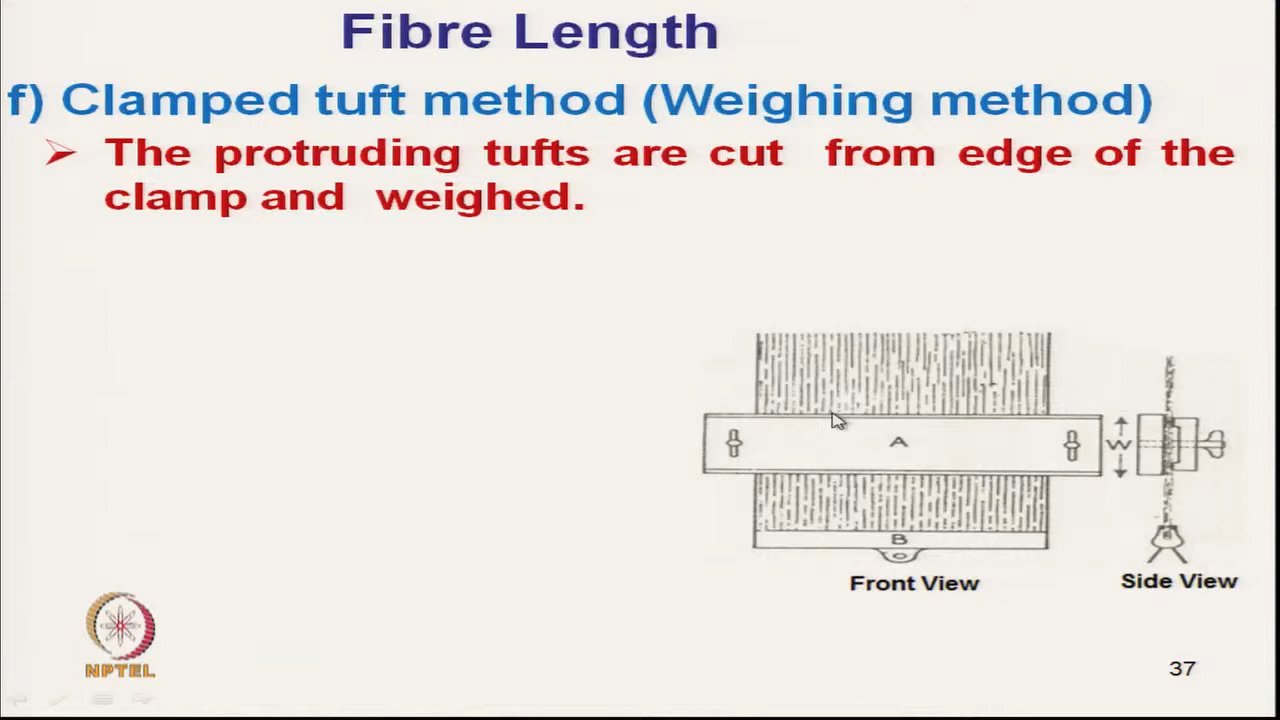 Fibre Length
f) Clamped tuft method (Weighing method)
The protruding tufts are cut from edge of the
clamp and weighed.
A
W
B
Front View
Side View
NPTEL
37